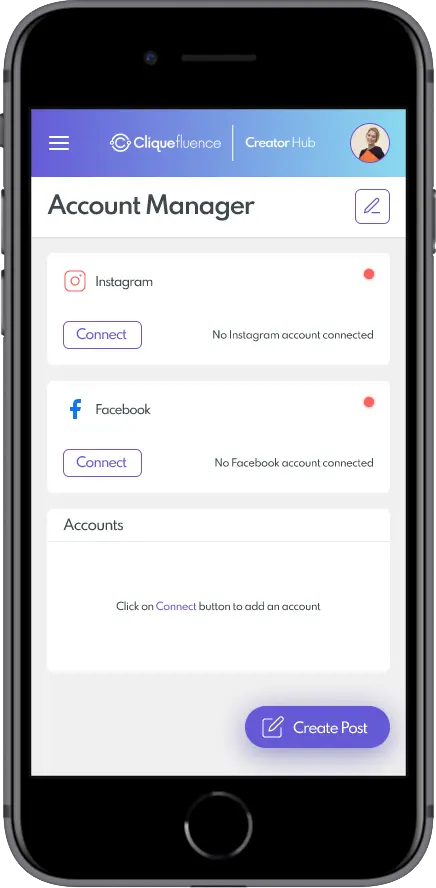 Cliquefluence | Creator Hub
Account Manager
Instagram
Connect
No Instagram account connected
Facebook
Connect
No Facebook account connected
Accounts
Click on Connect button to add an account
Create Post